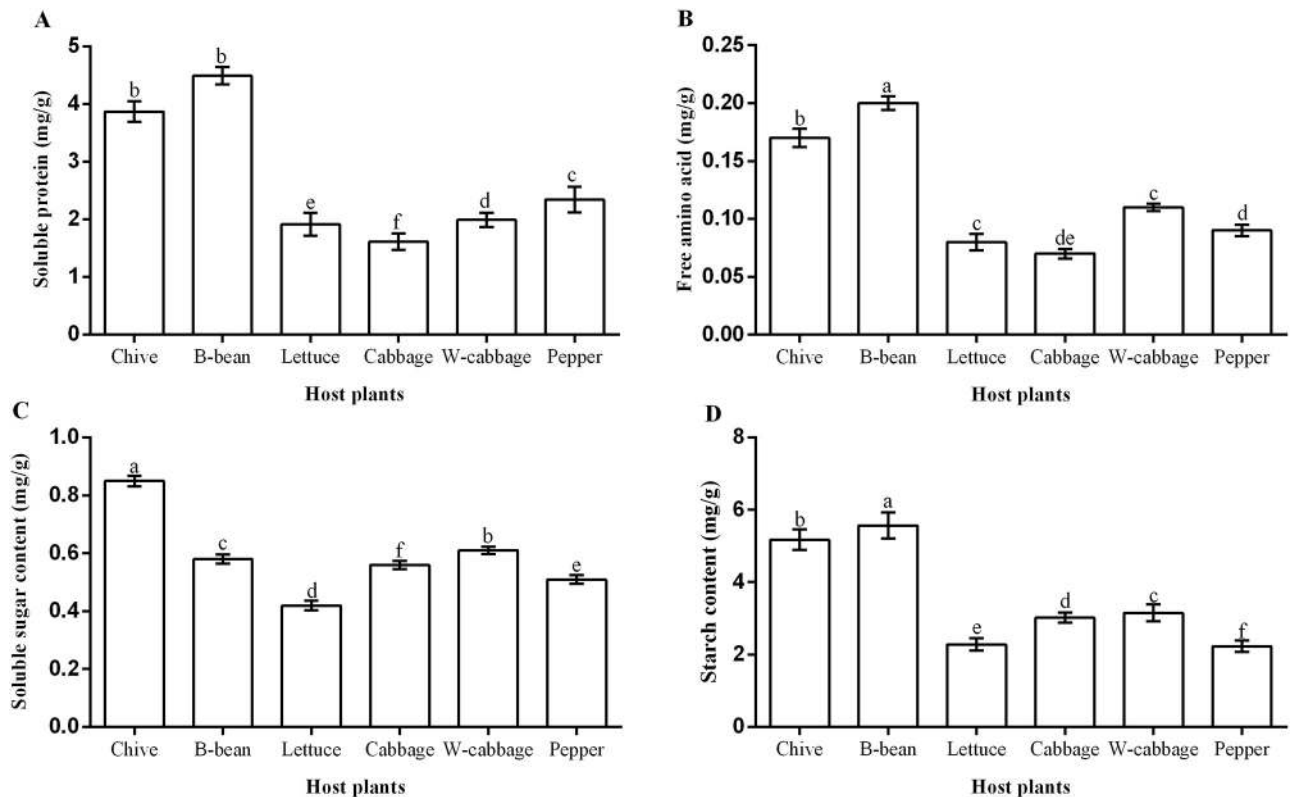 A
Soluble protein (mg/g)
5
4
3
2
1
0
b
b
e
f
d
c
Chive B-bean Lettuce Cabbage W-cabbage Pepper
Host plants
B
Free amino acid (mg/g)
0.25
0.20
0.15
0.10
0.05
0.00
b
a
c
de
c
d
Chive B-bean Lettuce Cabbage W-cabbage Pepper
Host plants
C
Soluble sugar content (mg/g)
1.0
0.8
0.6
0.4
0.2
0.0
a
c
d
f
b
e
Chive B-bean Lettuce Cabbage W-cabbage Pepper
Host plants
D
Starch content (mg/g)
8
6
4
2
0
b
a
e
d
c
f
Chive B-bean Lettuce Cabbage W-cabbage Pepper
Host plants